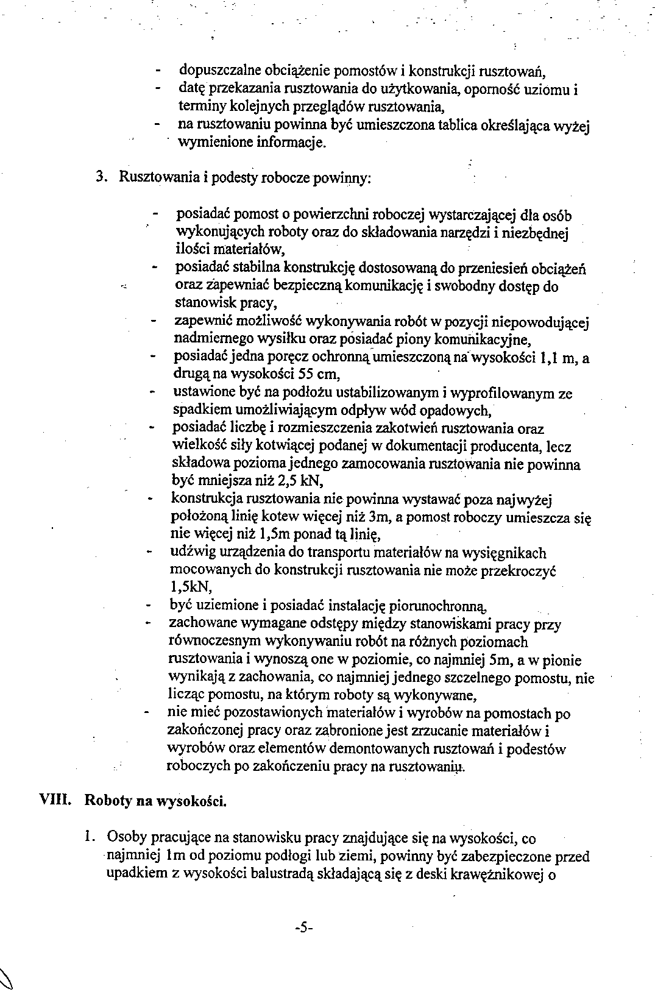 - dopuszczalne obciążenie pomostów i konstrukcji rusztowań,
- datę przekazania rusztowania do użytkowania, oporność uziomu i
terminy kolejnych przeglądów rusztowania,
- na rusztowaniu powinna być umieszczona tablica określająca wyżej
wymienione informacje.
3. Rusztowania i podesty robocze powinny:
- posiadać pomost o powierzchni roboczej wystarczającej dla osób
wykonujących roboty oraz do składowania narzędzi i niezbędnej
ilości materiałów,
- posiadać stabilna konstrukcję dostosowaną do przeniesień obciążeń
oraz zapewniać bezpieczną komunikację i swobodny dostęp do
stanowisk pracy,
- zapewnić możliwość wykonywania robót w pozycji niepowodującej
nadmiernego wysiłku oraz posiadać piony komunikacyjne,
- posiadać jedna poręcz ochronną umieszczoną na wysokości 1,1 m, a
drugą na wysokości 55 cm,
- ustawione być na podłożu ustabilizowanym i wyprofilowanym ze
spadkiem umożliwiającym odpływ wód opadowych,
- posiadać liczbę i rozmieszczenia zakotwień rusztowania oraz
wielkość siły kotwiącej podanej w dokumentacji producenta, lecz
składowa pozioma jednego zamocowania rusztowania nie powinna
być mniejsza niż 2,5 kN,
- konstrukcja rusztowania nie powinna wystawać poza najwyżej
położoną linię kotew więcej niż 3m, a pomost roboczy umieszcza się
nie więcej niż 1,5m ponad tą linię,
- udźwig urządzenia do transportu materiałów na wysięgnikach
mocowanych do konstrukcji rusztowania nie może przekroczyć
1,5kN,
- być uziemione i posiadać instalację piorunochronną,
- zachowane wymagane odstępy między stanowiskami pracy przy
równoczesnym wykonywaniu robót na różnych poziomach
rusztowania i wynoszą one w poziomie, co najmniej 5m, a w pionie
wynikają z zachowania, co najmniej jednego szczelnego pomostu, nie
licząc pomostu, na którym roboty są wykonywane,
- nie mieć pozostawionych materiałów i wyrobów na pomostach po
zakończonej pracy oraz zabronione jest zrzucanie materiałów i
wyrobów oraz elementów demontowanych rusztowań i podestów
roboczych po zakończeniu pracy na rusztowaniu.
VIII. Roboty na wysokości.
1. Osoby pracujące na stanowisku pracy znajdujące się na wysokości, co
najmniej 1m od poziomu podłogi lub ziemi, powinny być zabezpieczone przed
upadkiem z wysokości balustradą składającą się z deski krawężnikowej o
-5-